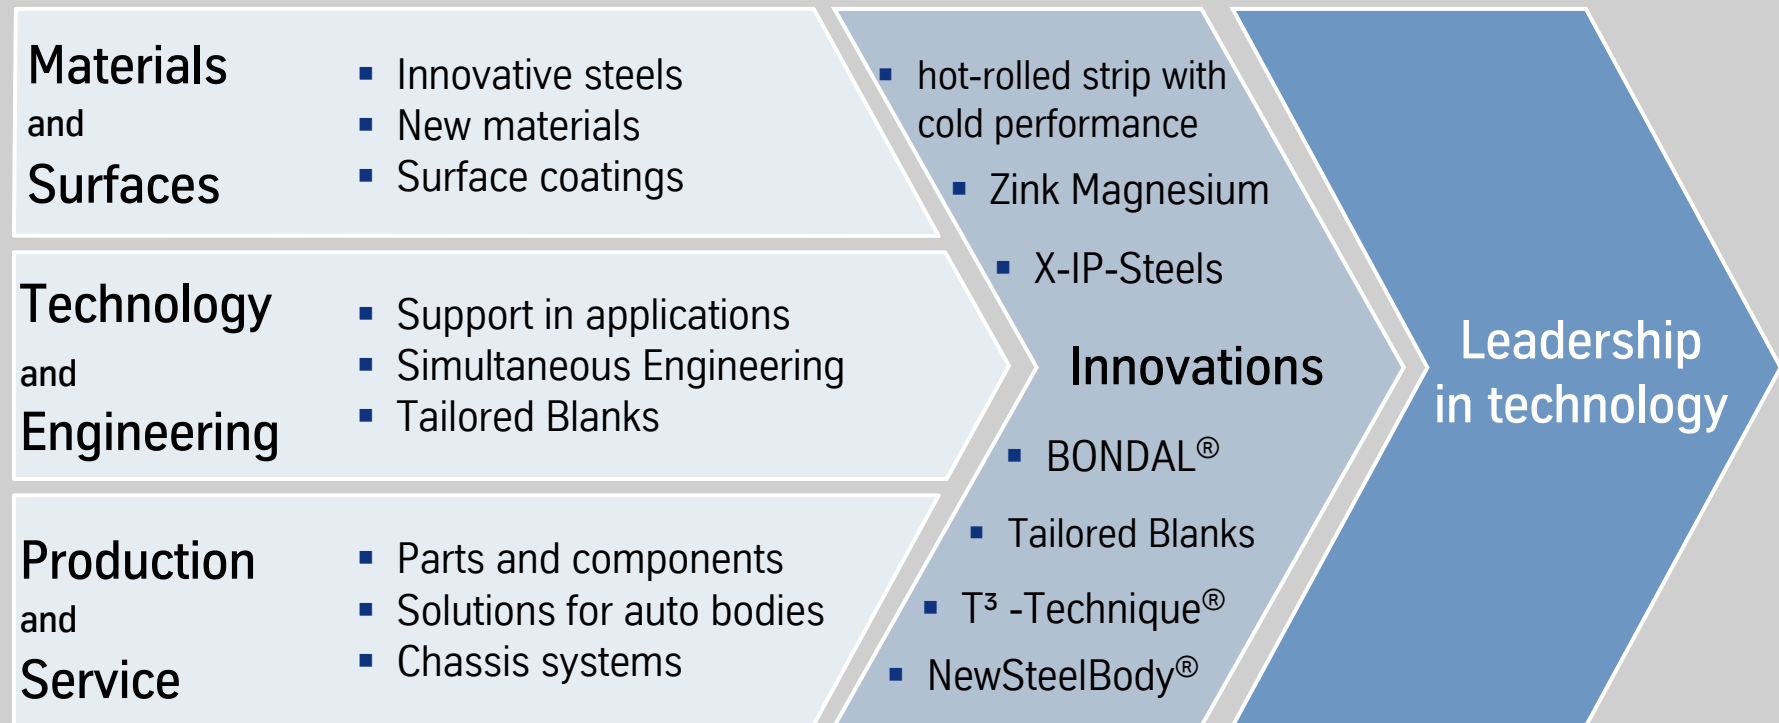 Materials
and
Surfaces
▪ Innovative steels
▪ New materials
▪ Surface coatings
Technology
and
Engineering
▪ Support in applications
▪ Simultaneous Engineering
▪ Tailored Blanks
Production
and
Service
▪ Parts and components
▪ Solutions for auto bodies
▪ Chassis systems
▪ hot-rolled strip with
cold performance
▪ Zink Magnesium
▪ X-IP-Steels
Innovations
▪ BONDAL®
▪ Tailored Blanks
▪ T³ -Technique®
▪ NewSteelBody®
Leadership
in technology